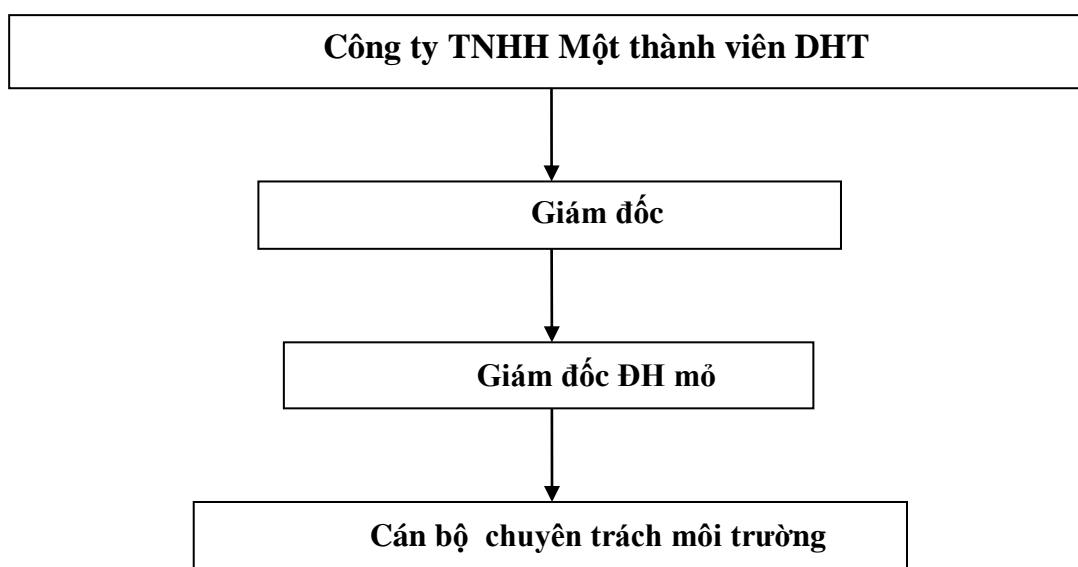 Công ty TNHH Một thành viên DHT
Giám đốc
Giám đốc ĐH mỏ
Cán bộ chuyên trách môi trường